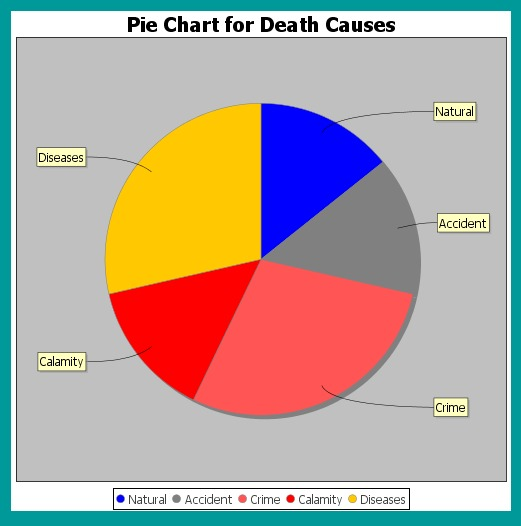 Pie Chart for Death Causes
Natural
Diseases
Accident
Calamity
Crime
Natural Accident Crime Calamity Diseases